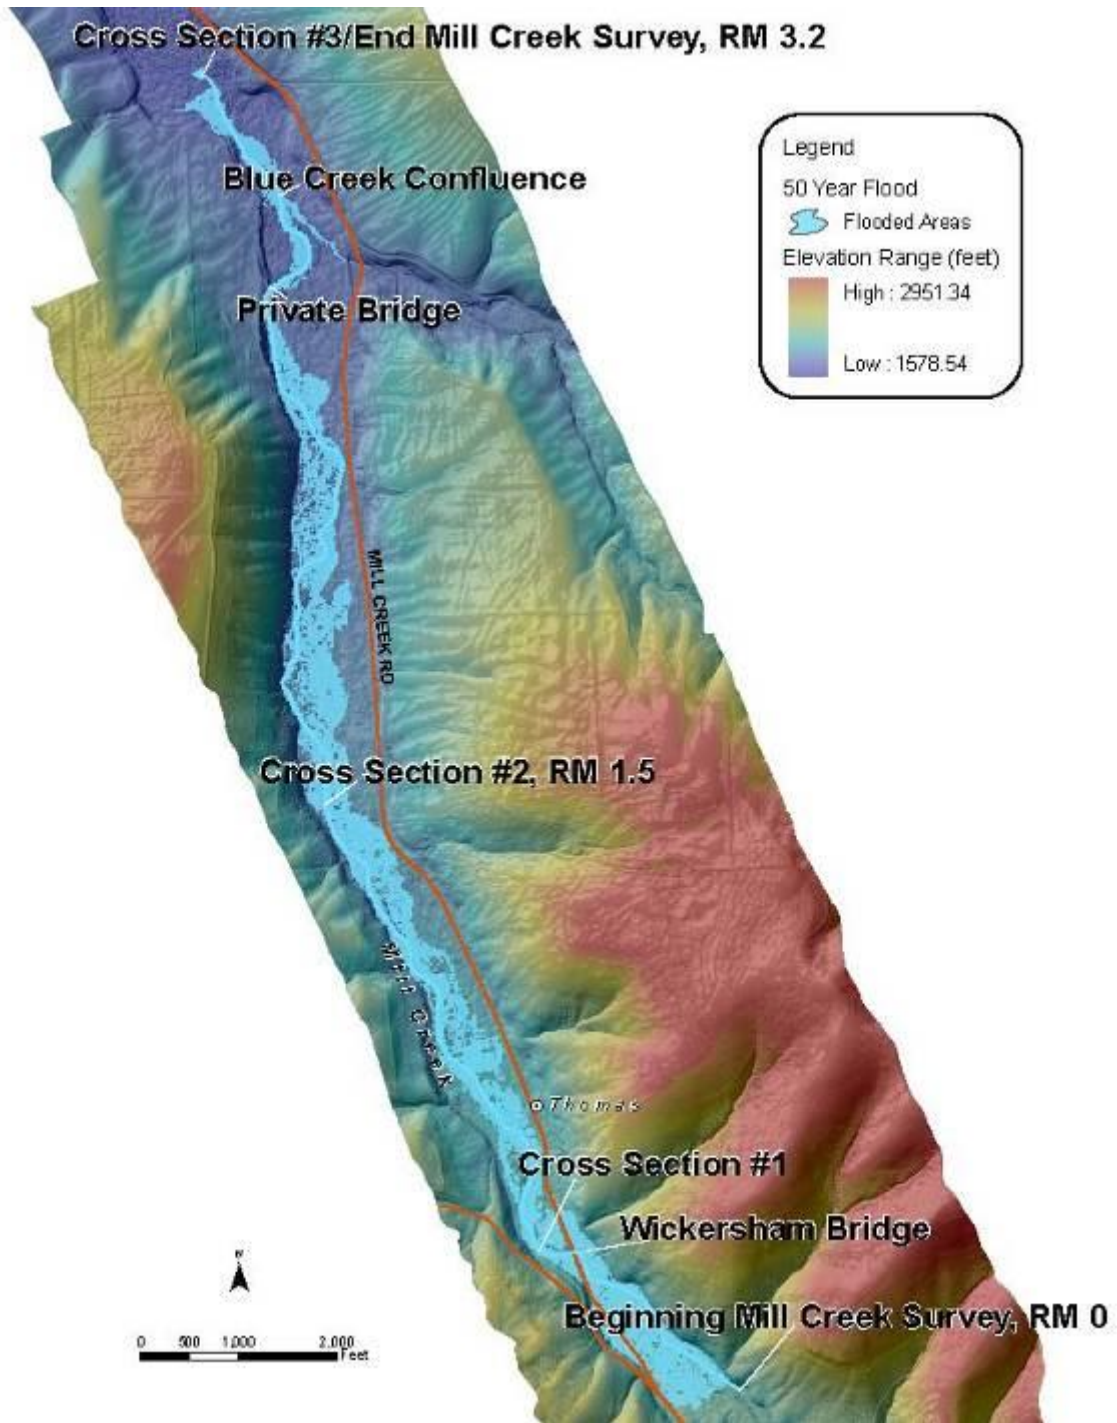 Cross Section #3/End Mill Creek Survey, RM 3.2
Legend
50 Year Flood
Flooded Areas
Elevation Range (feet)
High : 2951.34
Low : 1578.54
Blue Creek Confluence
Private Bridge
MILL CREEK RD
Cross Section #2, RM 1.5
Mill Creek
Thomas
Cross Section #1
Wickersham Bridge
N
Beginning Mill Creek Survey, RM 0
0 500 1,000 2,000
Feet